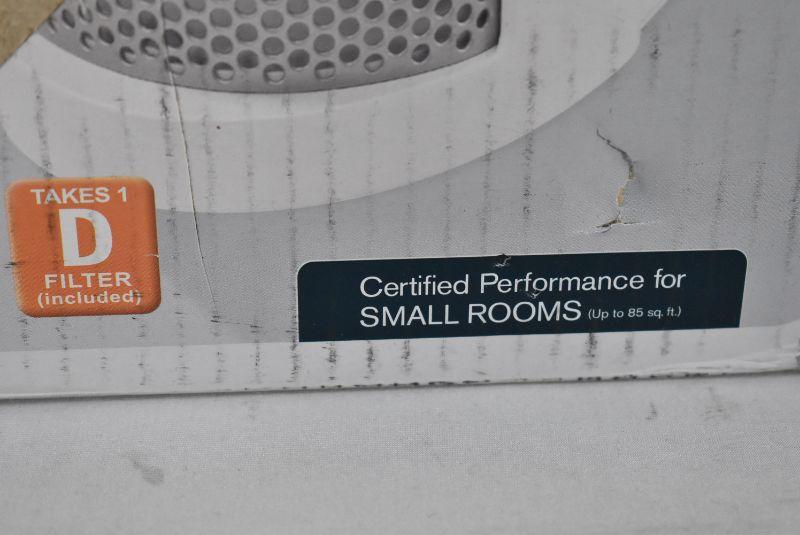 TAKES 1
D
FILTER
(included)
Certified Performance for
SMALL ROOMS (Up to 85 sq. ft.)